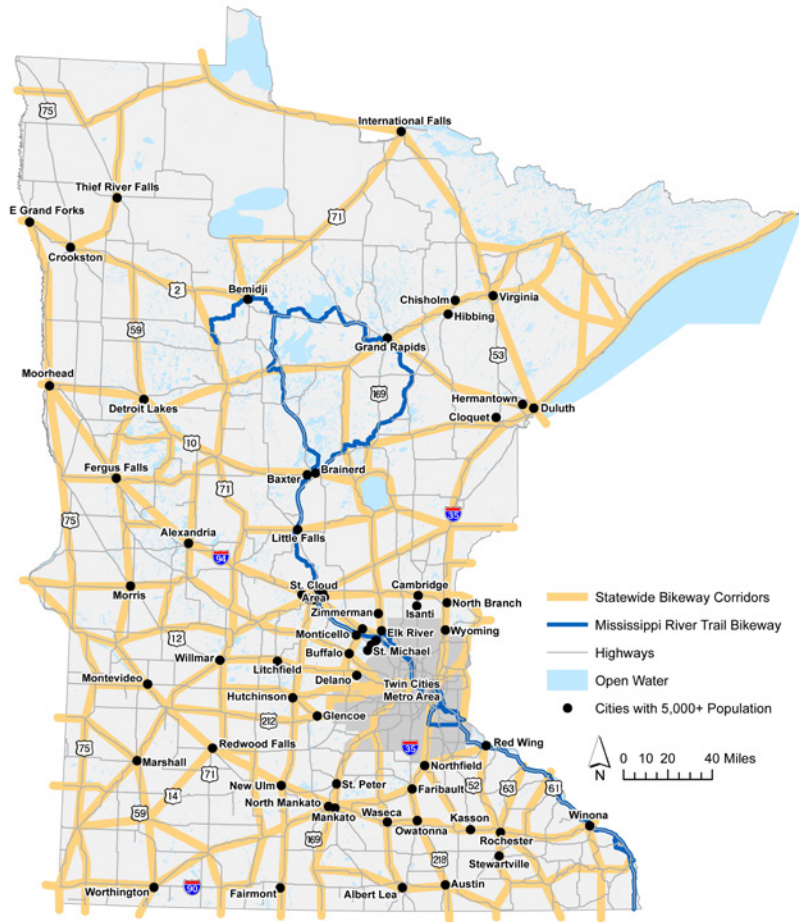 75
International Falls
Thief River Falls
E Grand Forks
71
Crookston
2
Bemidji
Chisholm
Virginia
Hibbing
59
Grand Rapids
53
Moorhead
169
Detroit Lakes
Hermantown
Duluth
Cloquet
10
Fergus Falls
Baxter
Brainerd
71
75
35
Alexandria
Little Falls
94
Morris
St. Cloud
Area
Cambridge
North Branch
Isanti
Zimmerman
12
Monticello
Elk River
Wyoming
Buffalo
St. Michael
Willmar
Litchfield
Delano
Twin Cities
Metro Area
Montevideo
Hutchinson
212
Glencoe
75
Redwood Falls
35
Red Wing
Marshall
71
Northfield
New Ulm
St. Peter
Faribault
52
63
61
14
North Mankato
59
Mankato
Waseca
Kasson
Winona
169
Owatonna
Rochester
218
Stewartville
Worthington
90
Fairmont
Albert Lea
Austin
Statewide Bikeway Corridors
Mississippi River Trail Bikeway
Highways
Open Water
Cities with 5,000+ Population
N
0 10 20 40 Miles